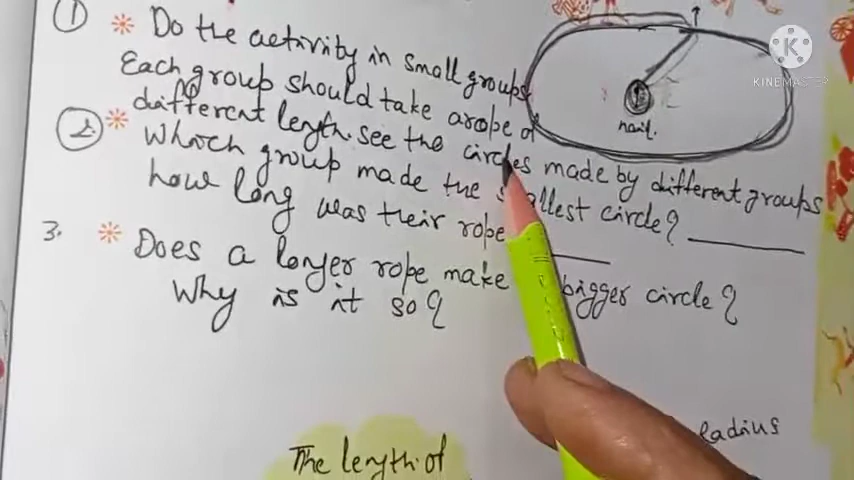 1 Do the activity in small groups
Each group should take a rope of
different length. see the circles made by different groups
2. Which group made the smallest circle? ____
how long was their rope ____
3. Does a longer rope make bigger circle?
Why is it so?
nail.
radius
The length of
K
KINEMASTER